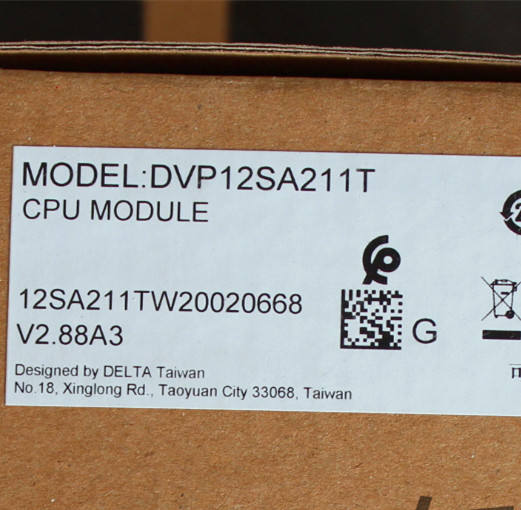 MODEL:DVP12SA211T
CPU MODULE
12SA211TW20020668
V2.88A3
G
Designed by DELTA Taiwan
No.18, Xinglong Rd., Taoyuan City 33068, Taiwan